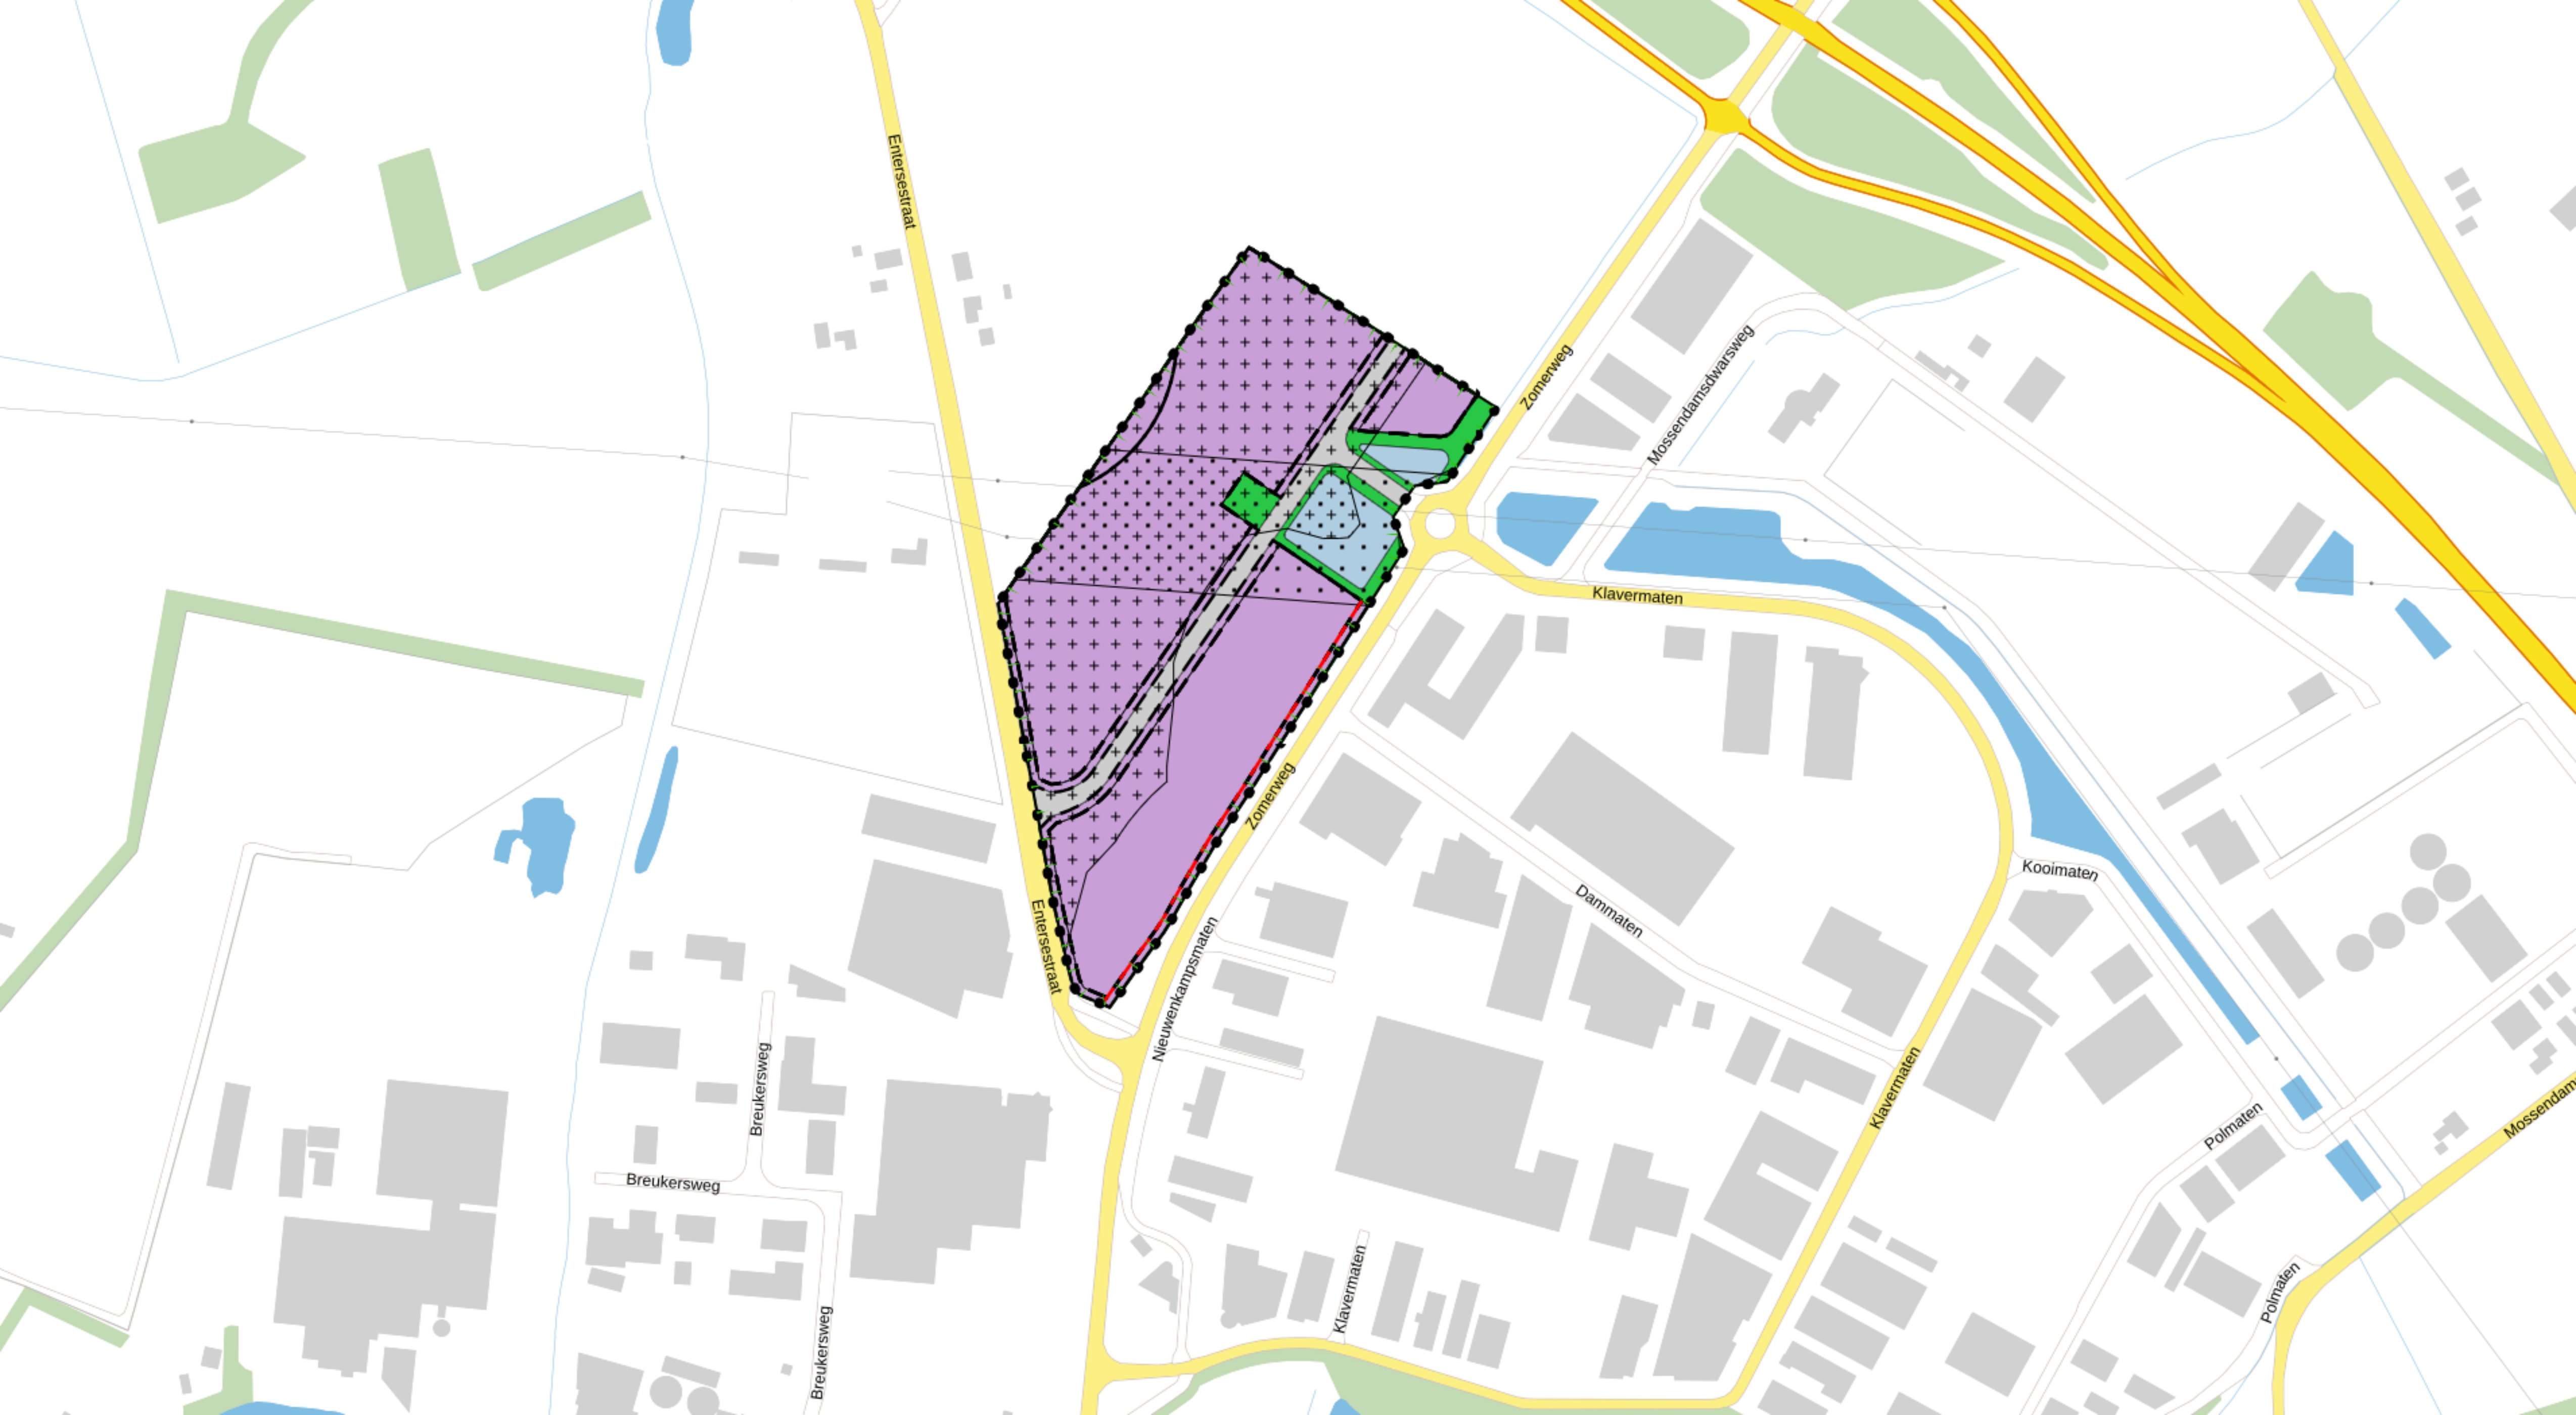 Entersestraat
Zomerweg
Mossendamsdwarsweg
Klavermaten
Zomerweg
Kooimaten
Dammaten
Entersestraat
Nieuwenkampsmaten
Breukersweg
Klavermaten
Polmaten
Mossendam
Breukersweg
Klavermaten
Polmaten
Breukersweg